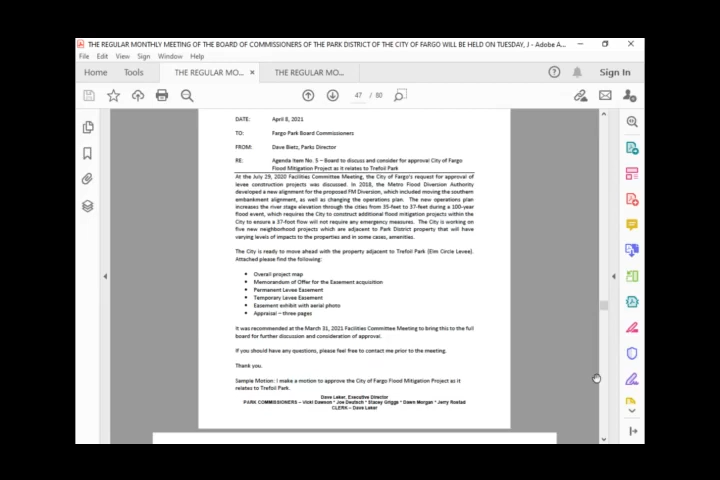 THE REGULAR MONTHLY MEETING OF THE BOARD OF COMMISSIONERS OF THE PARK DISTRICT OF THE CITY OF FARGO WILL BE HELD ON TUESDAY, J - Adobe A...
File Edit View Sign Window Help
Home Tools THE REGULAR MO... × THE REGULAR MO... Sign In
47 / 80
DATE: April 8, 2021
TO: Fargo Park Board Commissioners
FROM: Dave Bietz, Parks Director
RE: Agenda Item No. 5 – Board to discuss and consider for approval City of Fargo
Flood Mitigation Project as it relates to Trefoil Park
At the July 29, 2020 Facilities Committee Meeting, the City of Fargo's request for approval of
levee construction projects was discussed. In 2018, the Metro Flood Diversion Authority
developed a new alignment for the proposed FM Diversion, which included moving the southern
embankment alignment, as well as changing the operations plan. The new operations plan
increases the river stage elevation through the cities from 35-feet to 37-feet during a 100-year
flood event, which requires the City to construct additional flood mitigation projects within the
City to ensure a 37-foot flow will not require any emergency measures. The City is working on
five new neighborhood projects which are adjacent to Park District property that will have
varying levels of impacts to the properties and in some cases, amenities.
The City is ready to move ahead with the property adjacent to Trefoil Park (Elm Circle Levee).
Attached please find the following:
• Overall project map
• Memorandum of Offer for the Easement acquisition
• Permanent Levee Easement
• Temporary Levee Easement
• Easement exhibit with aerial photo
• Appraisal – three pages
It was recommended at the March 31, 2021 Facilities Committee Meeting to bring this to the full
board for further discussion and consideration of approval.
If you should have any questions, please feel free to contact me prior to the meeting.
Thank you.
Sample Motion: I make a motion to approve the City of Fargo Flood Mitigation Project as it
relates to Trefoil Park.
Dave Leker, Executive Director
PARK COMMISSIONERS – Vicki Dawson * Joe Deutsch * Stacey Griggs * Dawn Morgan * Jerry Rostad
CLERK – Dave Leker